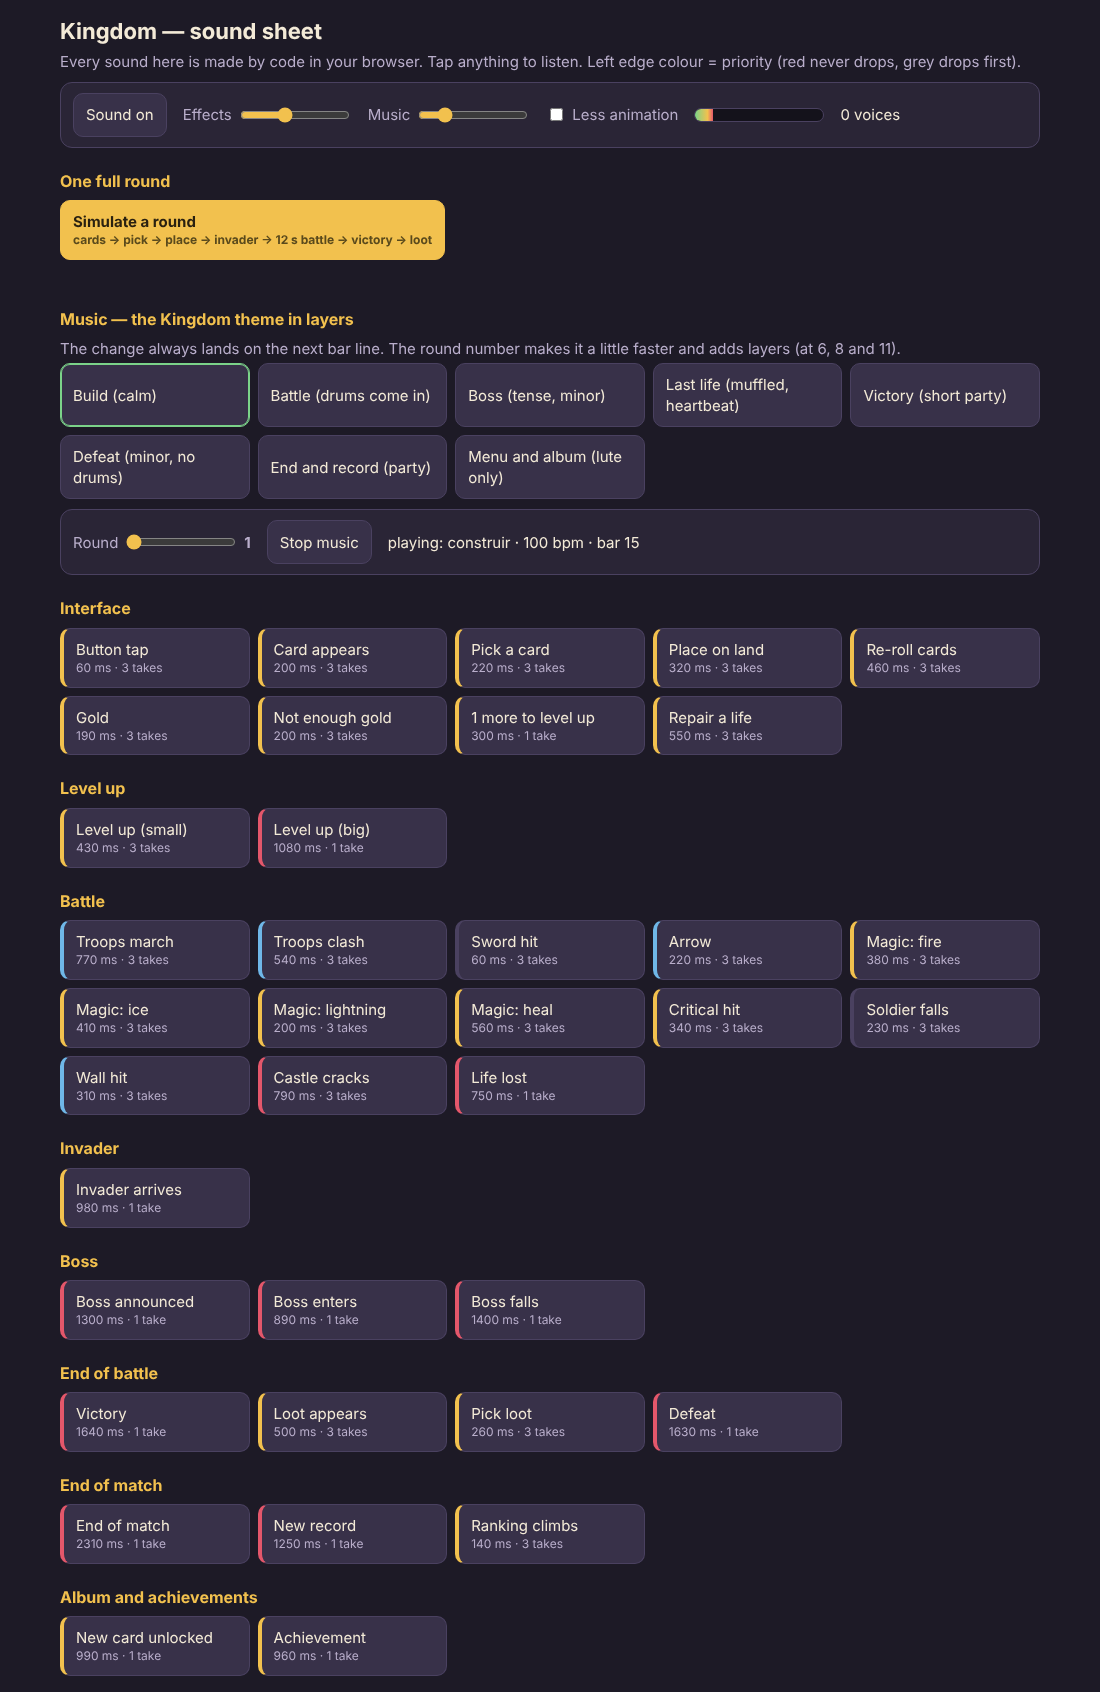 Kingdom — sound sheet
Every sound here is made by code in your browser. Tap anything to listen. Left edge colour = priority (red never drops, grey drops first).
Sound on Effects Music Less animation 0 voices
One full round
Simulate a round
cards → pick → place → invader → 12 s battle → victory → loot
Music — the Kingdom theme in layers
The change always lands on the next bar line. The round number makes it a little faster and adds layers (at 6, 8 and 11).
Build (calm)
Battle (drums come in)
Boss (tense, minor)
Last life (muffled,
heartbeat)
Victory (short party)
Defeat (minor, no
drums)
End and record (party)
Menu and album (lute
only)
Round 1 Stop music playing: construir · 100 bpm · bar 15
Interface
Button tap
60 ms · 3 takes
Card appears
200 ms · 3 takes
Pick a card
220 ms · 3 takes
Place on land
320 ms · 3 takes
Re-roll cards
460 ms · 3 takes
Gold
190 ms · 3 takes
Not enough gold
200 ms · 3 takes
1 more to level up
300 ms · 1 take
Repair a life
550 ms · 3 takes
Level up
Level up (small)
430 ms · 3 takes
Level up (big)
1080 ms · 1 take
Battle
Troops march
770 ms · 3 takes
Troops clash
540 ms · 3 takes
Sword hit
60 ms · 3 takes
Arrow
220 ms · 3 takes
Magic: fire
380 ms · 3 takes
Magic: ice
410 ms · 3 takes
Magic: lightning
200 ms · 3 takes
Magic: heal
560 ms · 3 takes
Critical hit
340 ms · 3 takes
Soldier falls
230 ms · 3 takes
Wall hit
310 ms · 3 takes
Castle cracks
790 ms · 3 takes
Life lost
750 ms · 1 take
Invader
Invader arrives
980 ms · 1 take
Boss
Boss announced
1300 ms · 1 take
Boss enters
890 ms · 1 take
Boss falls
1400 ms · 1 take
End of battle
Victory
1640 ms · 1 take
Loot appears
500 ms · 3 takes
Pick loot
260 ms · 3 takes
Defeat
1630 ms · 1 take
End of match
End of match
2310 ms · 1 take
New record
1250 ms · 1 take
Ranking climbs
140 ms · 3 takes
Album and achievements
New card unlocked
990 ms · 1 take
Achievement
960 ms · 1 take